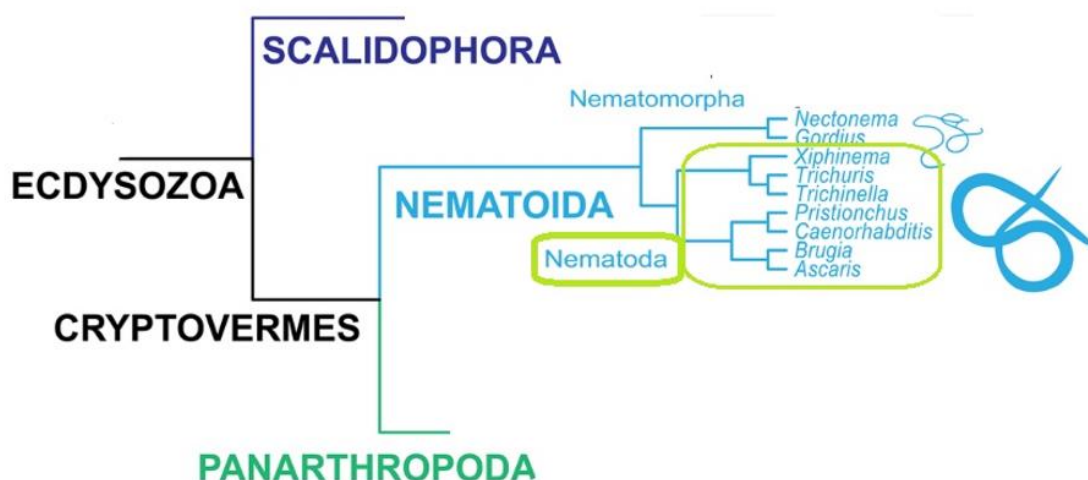 SCALIDOPHORA
Nematomorpha
Nectonema
Gordius
Xiphinema
ECDYSOZOA
Trichuris
Trichinella
NEMATOIDA
Pristionchus
Caenorhabditis
Nematoda
Brugia
Ascaris
CRYPTOVERMES
PANARTHROPODA